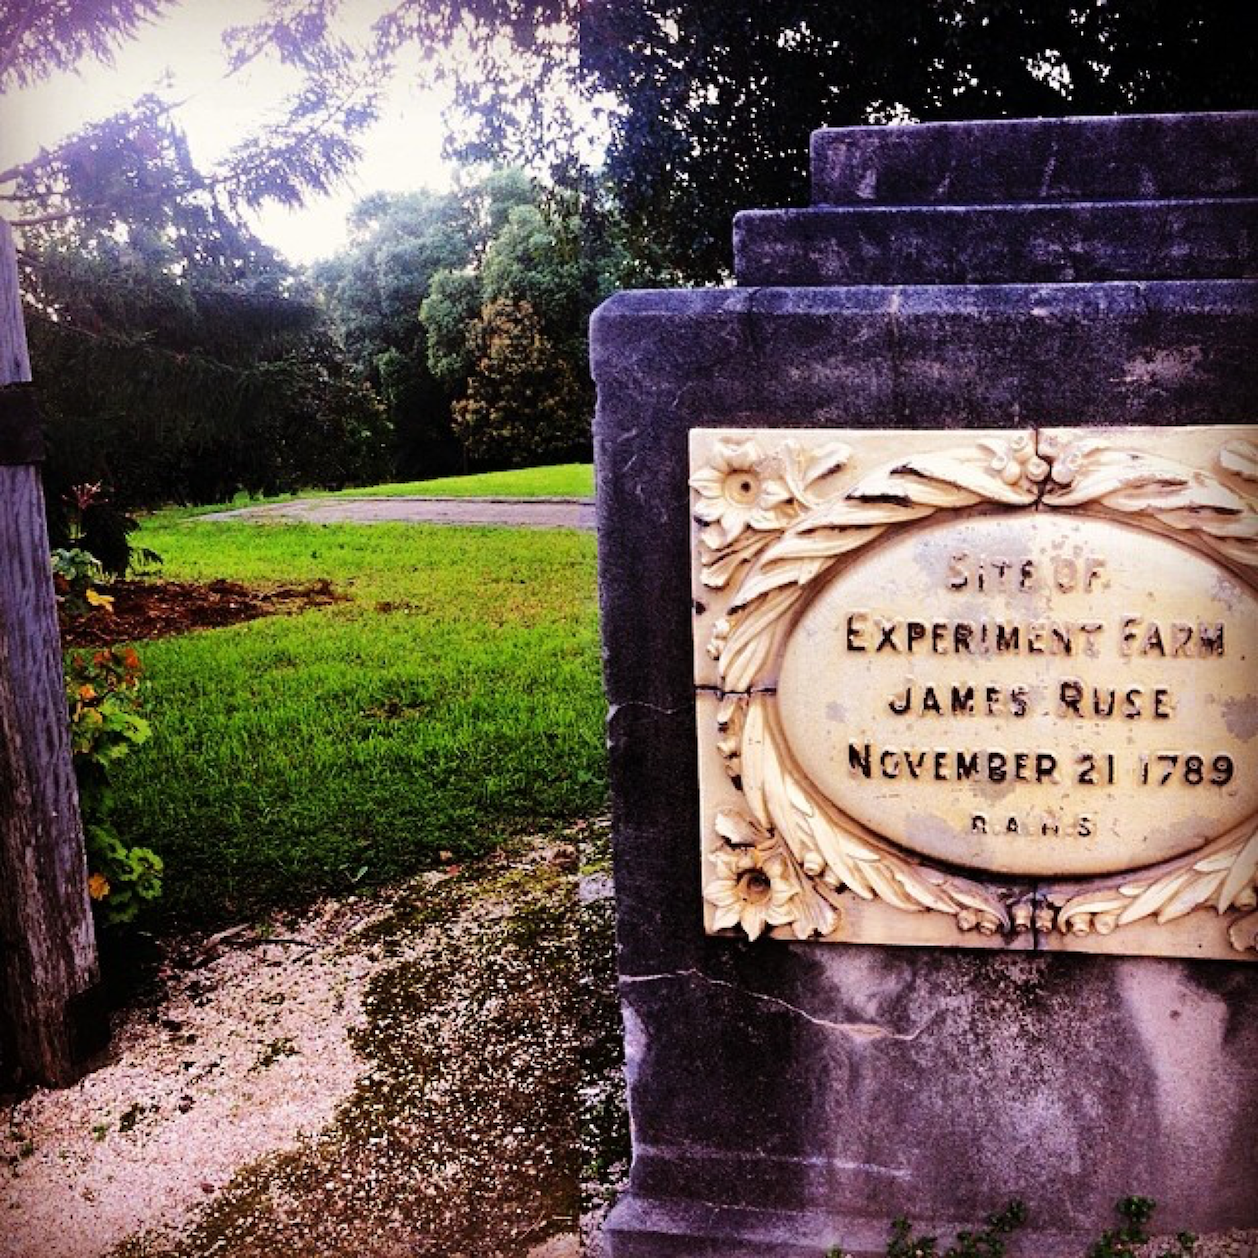 SITE OF
EXPERIMENT FARM
JAMES RUSE
NOVEMBER 21 1789
R A H S